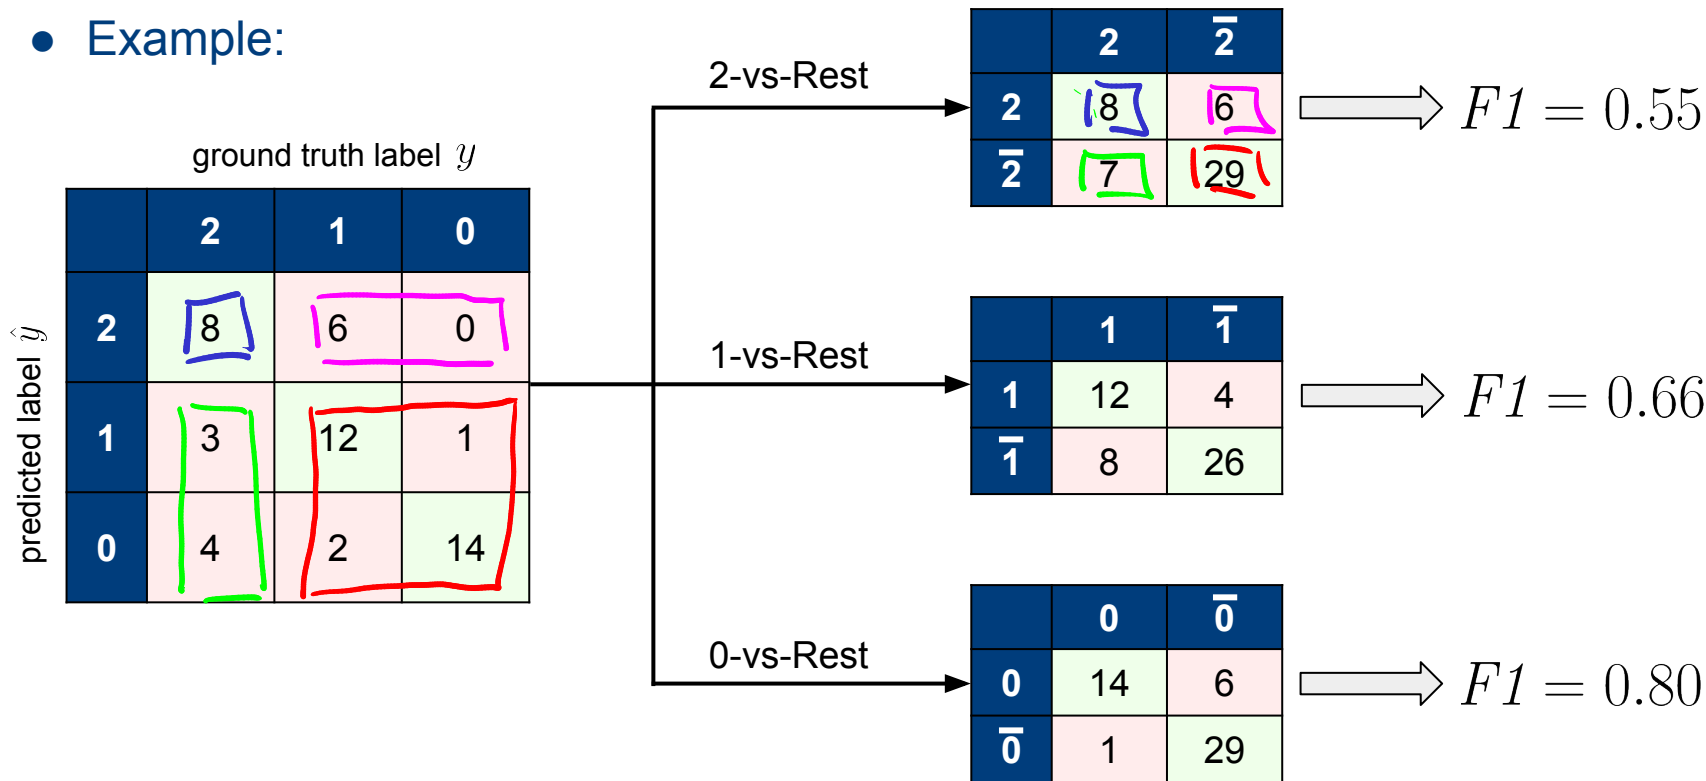 ● Example:
ground truth label y
predicted label ŷ
2 1 0
2 8 6 0
1 3 12 1
0 4 2 14
2-vs-Rest
2 2̅
2 8 6
2̅ 7 29
F1 = 0.55
1-vs-Rest
1 1̅
1 12 4
1̅ 8 26
F1 = 0.66
0-vs-Rest
0 0̅
0 14 6
0̅ 1 29
F1 = 0.80